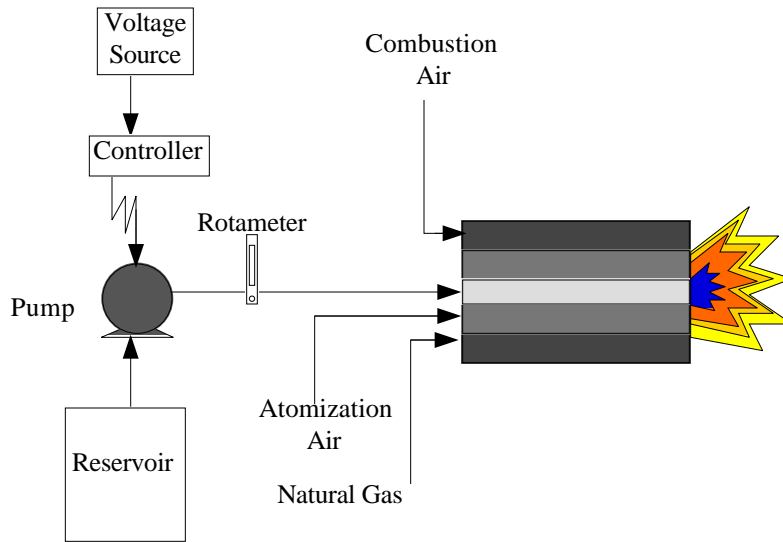 Voltage
Source
Combustion
Air
Controller
Rotameter
Pump
Atomization
Air
Reservoir
Natural Gas